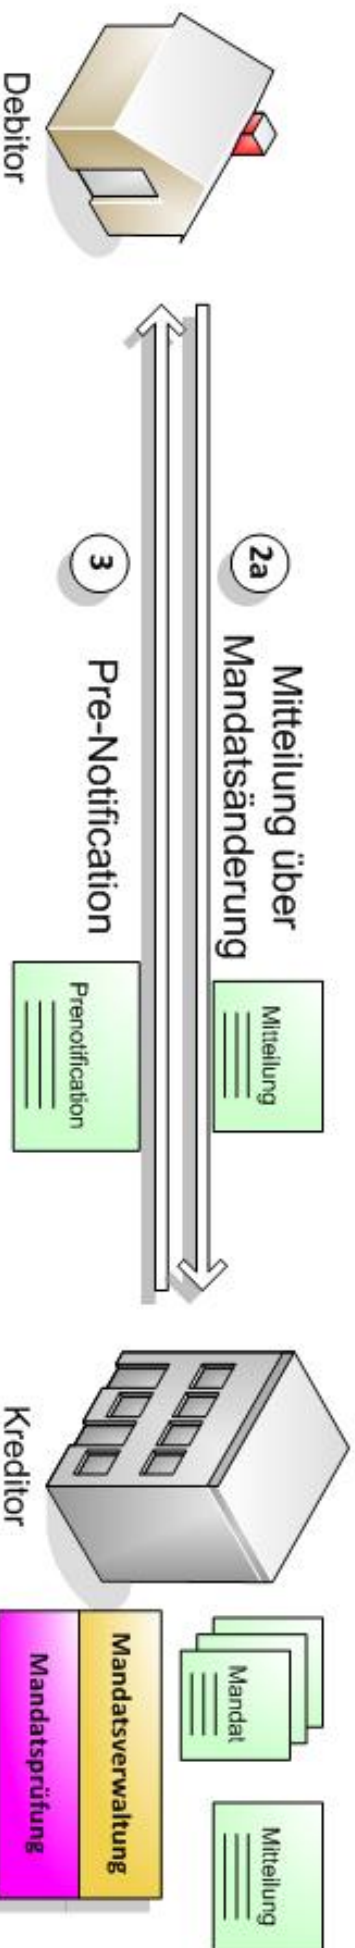 2a
Mitteilung über
Mandatsänderung
Mitteilung
Mandat
Mitteilung
3
Pre-Notification
Prenotification
Debitor
Kreditor
Mandatsverwaltung
Mandatsprüfung